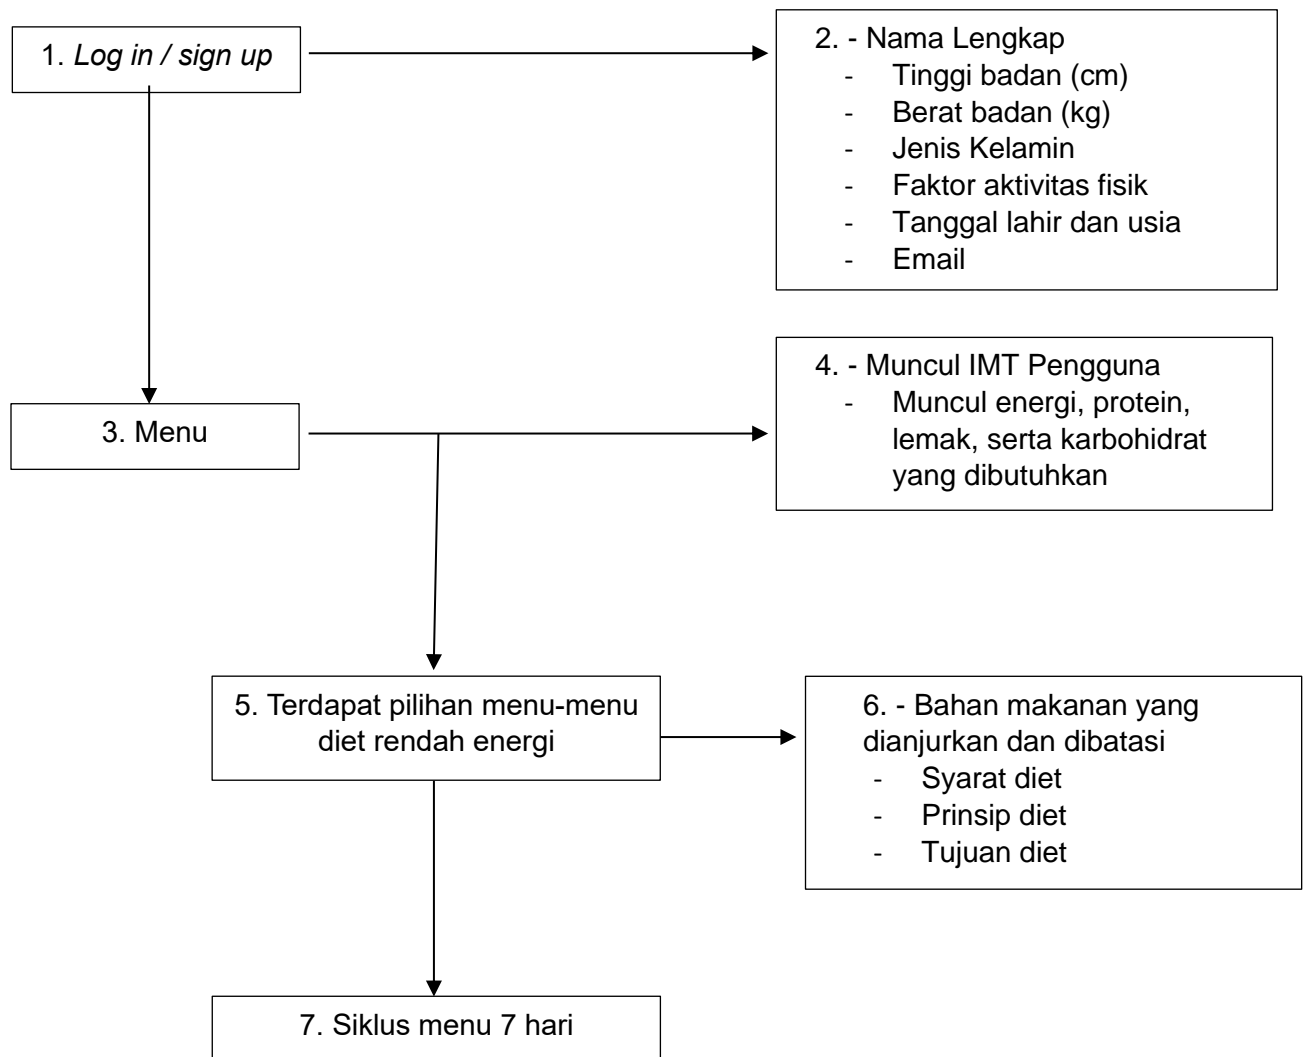 1. Log in / sign up
2. - Nama Lengkap
- Tinggi badan (cm)
- Berat badan (kg)
- Jenis Kelamin
- Faktor aktivitas fisik
- Tanggal lahir dan usia
- Email
3. Menu
4. - Muncul IMT Pengguna
- Muncul energi, protein,
lemak, serta karbohidrat
yang dibutuhkan
5. Terdapat pilihan menu-menu
diet rendah energi
6. - Bahan makanan yang
dianjurkan dan dibatasi
- Syarat diet
- Prinsip diet
- Tujuan diet
7. Siklus menu 7 hari